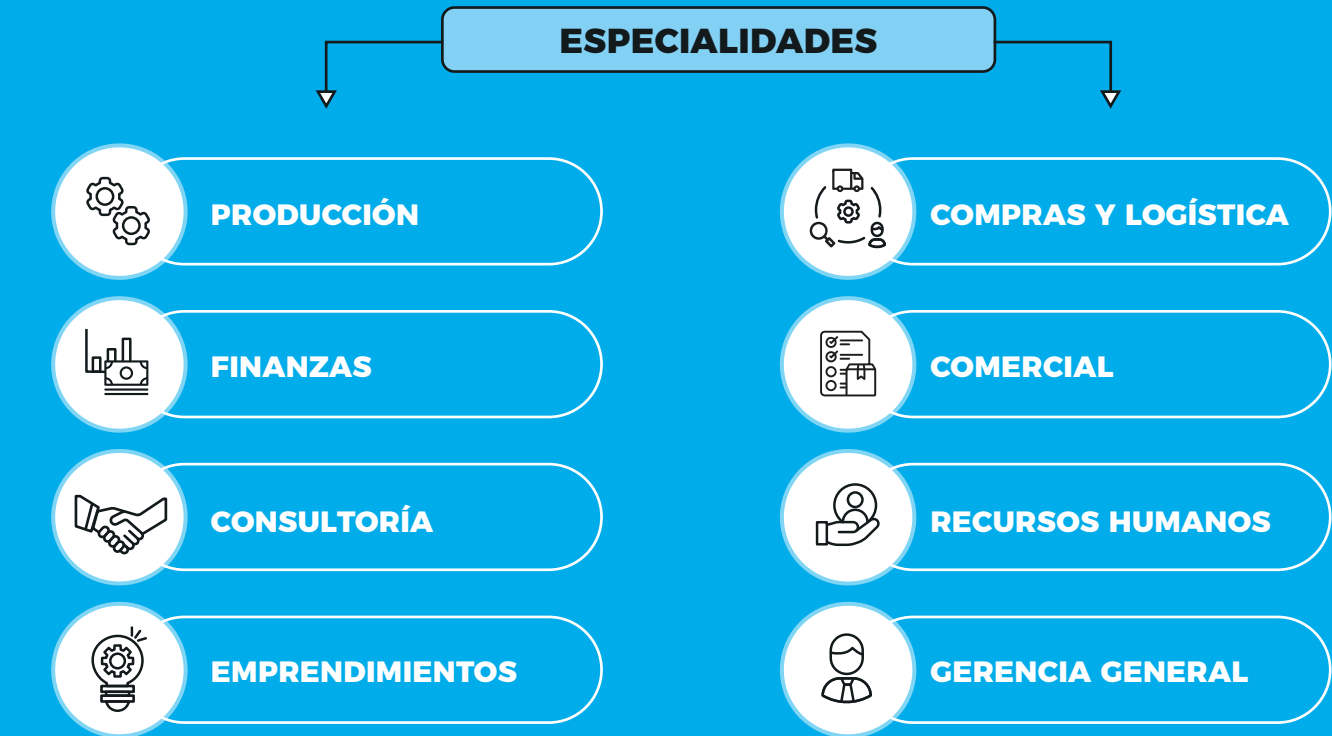 ESPECIALIDADES
PRODUCCIÓN
FINANZAS
CONSULTORÍA
EMPRENDIMIENTOS
COMPRAS Y LOGÍSTICA
COMERCIAL
RECURSOS HUMANOS
GERENCIA GENERAL